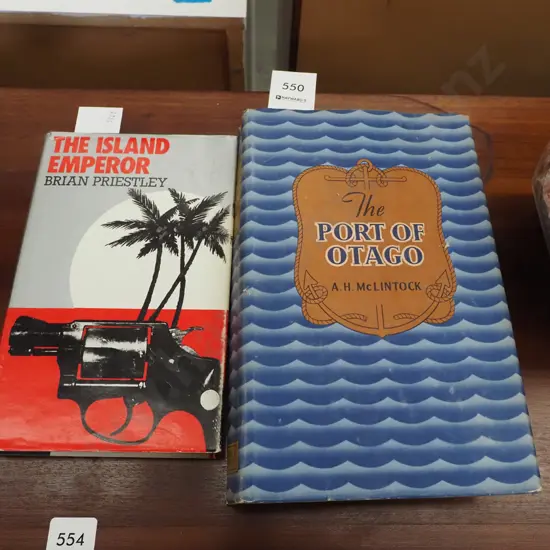 550
THE ISLAND
EMPEROR
BRIAN PRIESTLEY
The
PORT OF
OTAGO
A. H. McLINTOCK
554